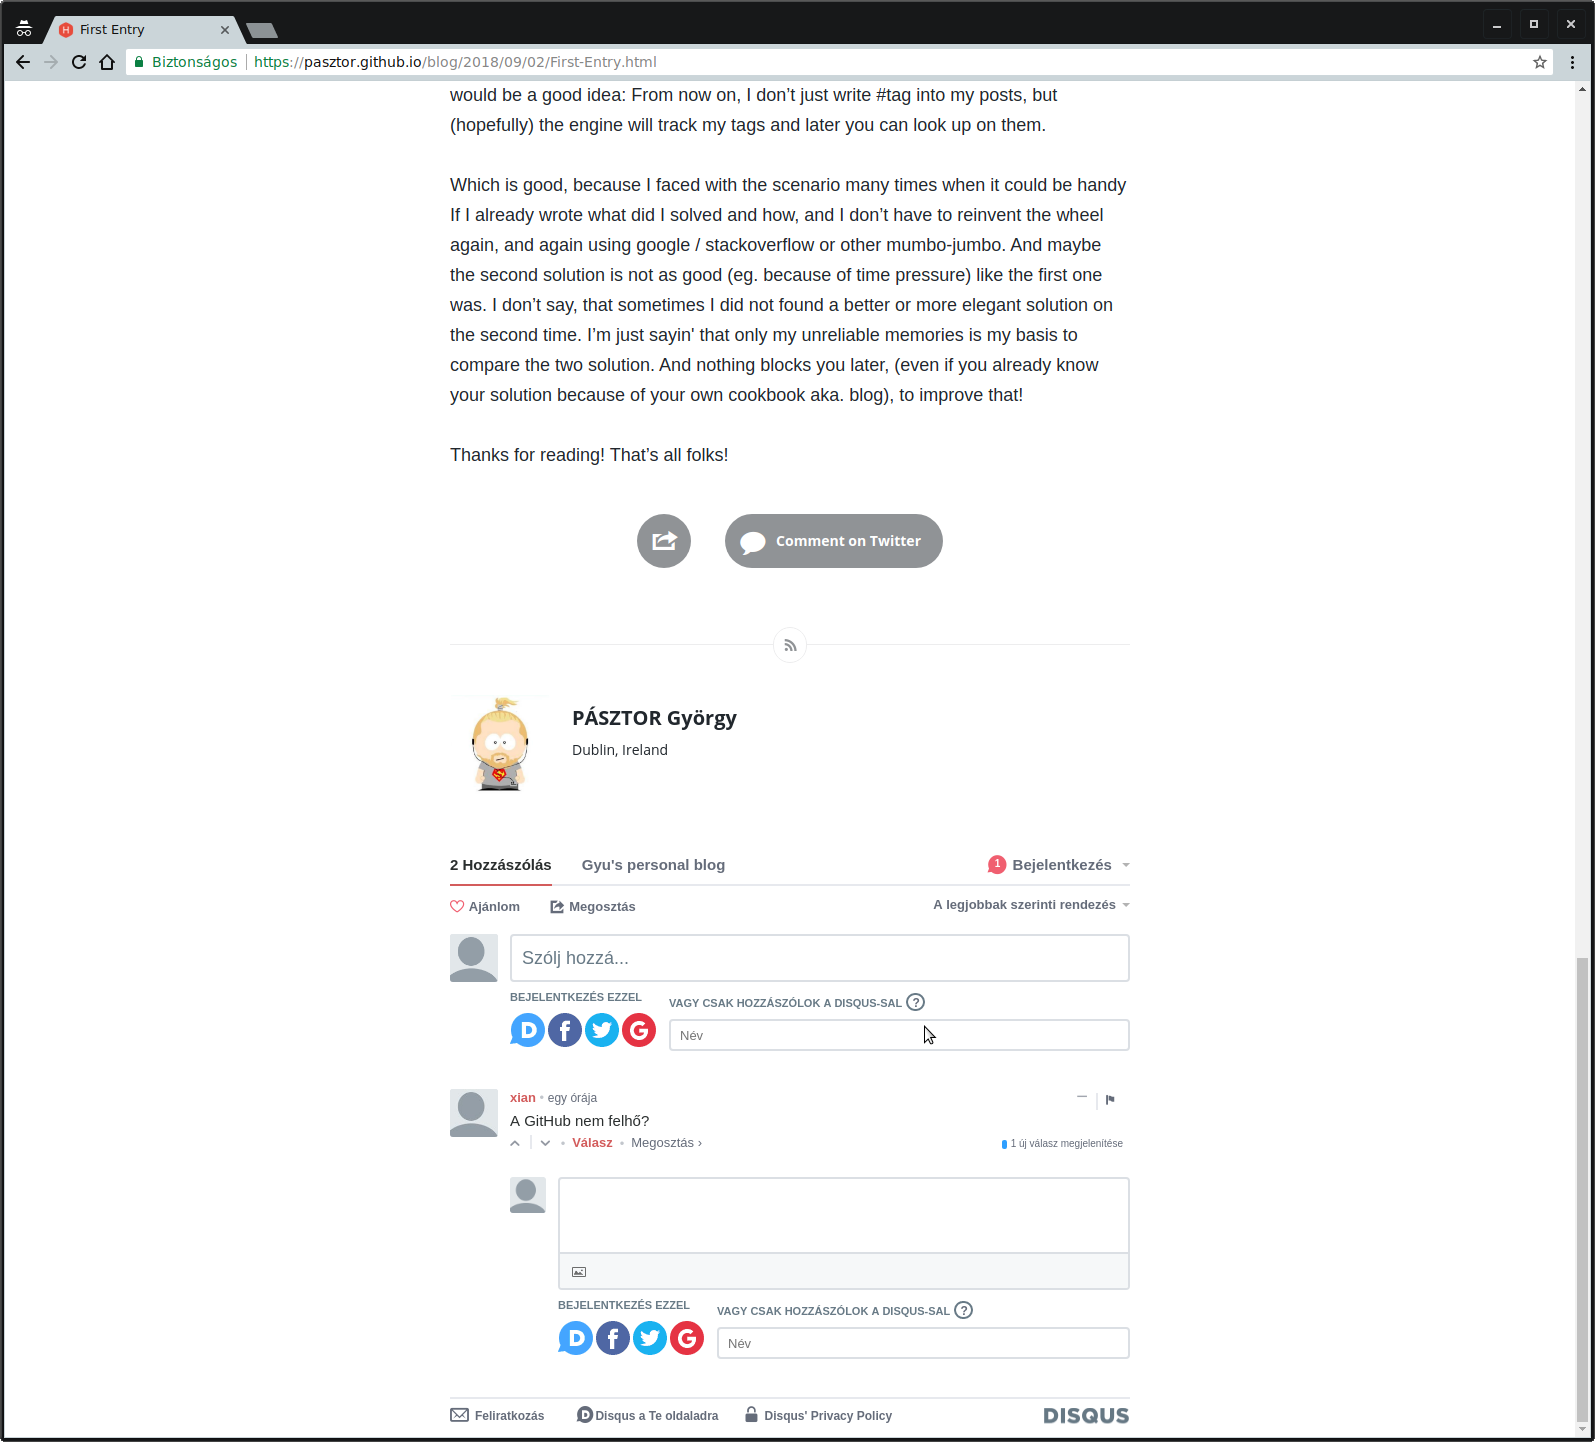 First Entry
Biztonságos https://pasztor.github.io/blog/2018/09/02/First-Entry.html
would be a good idea: From now on, I don’t just write #tag into my posts, but
(hopefully) the engine will track my tags and later you can look up on them.
Which is good, because I faced with the scenario many times when it could be handy
If I already wrote what did I solved and how, and I don’t have to reinvent the wheel
again, and again using google / stackoverflow or other mumbo-jumbo. And maybe
the second solution is not as good (eg. because of time pressure) like the first one
was. I don’t say, that sometimes I did not found a better or more elegant solution on
the second time. I’m just sayin' that only my unreliable memories is my basis to
compare the two solution. And nothing blocks you later, (even if you already know
your solution because of your own cookbook aka. blog), to improve that!
Thanks for reading! That’s all folks!
Comment on Twitter
PÁSZTOR György
Dublin, Ireland
2 Hozzászólás Gyu's personal blog 1 Bejelentkezés
Ajánlom Megosztás A legjobbak szerinti rendezés
Szólj hozzá...
BEJELENTKEZÉS EZZEL VAGY CSAK HOZZÁSZÓLOK A DISQUS-SAL ?
Név
xian • egy órája
A GitHub nem felhő?
• Válasz • Megosztás › 1 új válasz megjelenítése
BEJELENTKEZÉS EZZEL VAGY CSAK HOZZÁSZÓLOK A DISQUS-SAL ?
Név
Feliratkozás Disqus a Te oldaladra Disqus' Privacy Policy DISQUS